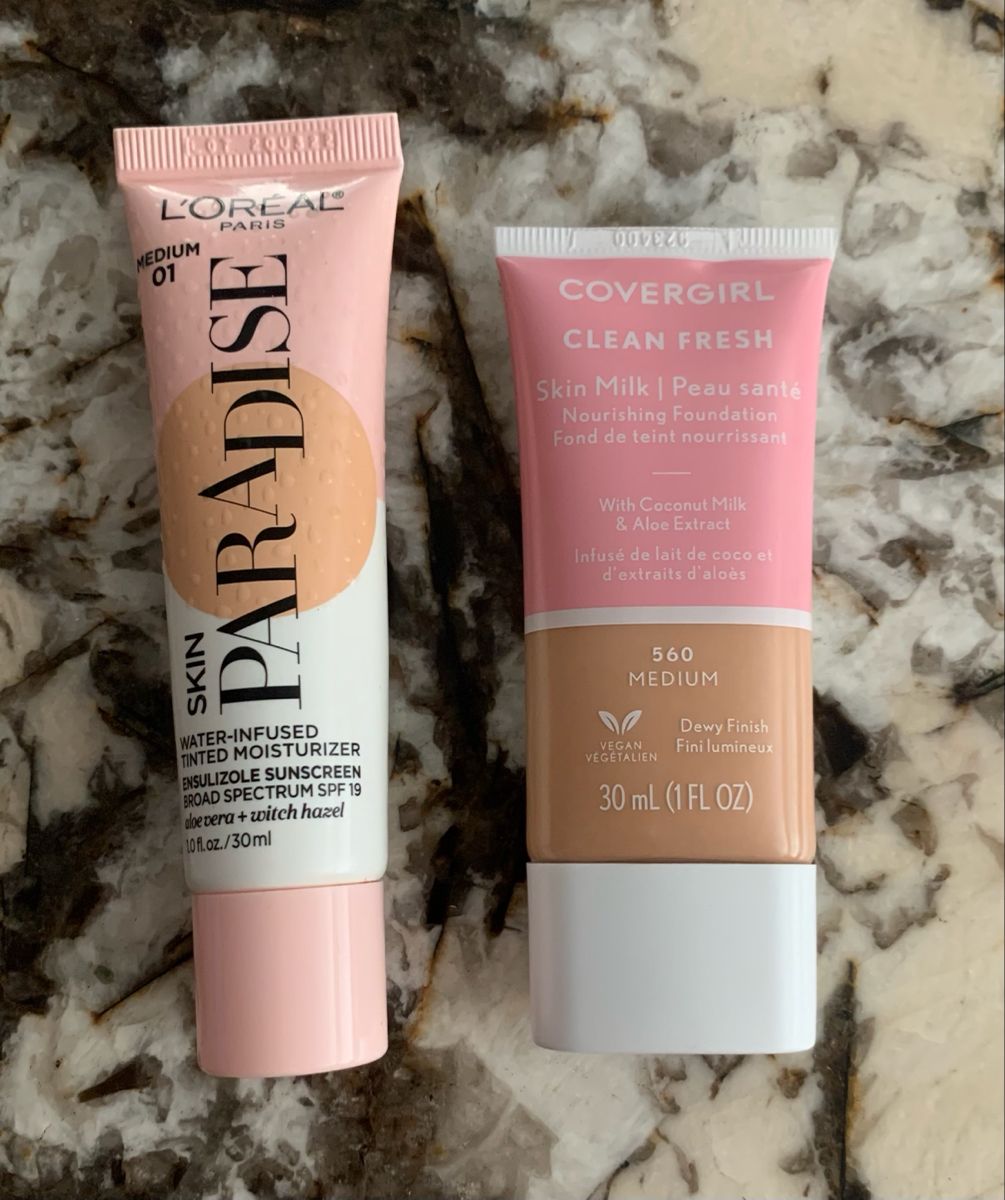 L'ORÉAL®
PARIS
MEDIUM
01
SKIN
PARADISE
WATER-INFUSED
TINTED MOISTURIZER
ENSULIZOLE SUNSCREEN
BROAD SPECTRUM SPF 19
aloe vera + witch hazel
1.0 fl. oz./30ml
COVERGIRL
CLEAN FRESH
Skin Milk | Peau santé
Nourishing Foundation
Fond de teint nourrissant
With Coconut Milk
& Aloe Extract
Infusé de lait de coco et
d'extraits d'aloès
560
MEDIUM
VEGAN
VÉGÉTALIEN
Dewy Finish
Fini lumineux
30 mL (1 FL OZ)